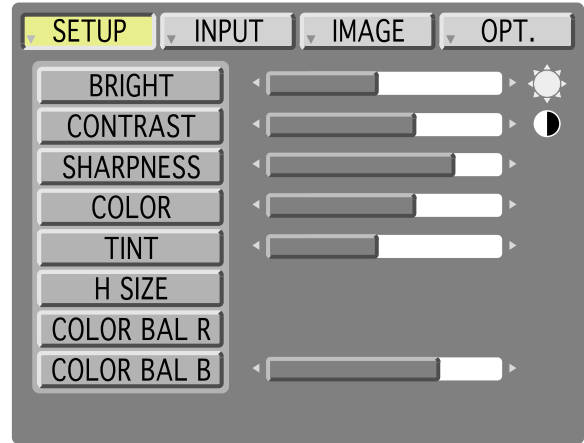 SETUP INPUT IMAGE OPT.
BRIGHT
CONTRAST
SHARPNESS
COLOR
TINT
H SIZE
COLOR BAL R
COLOR BAL B